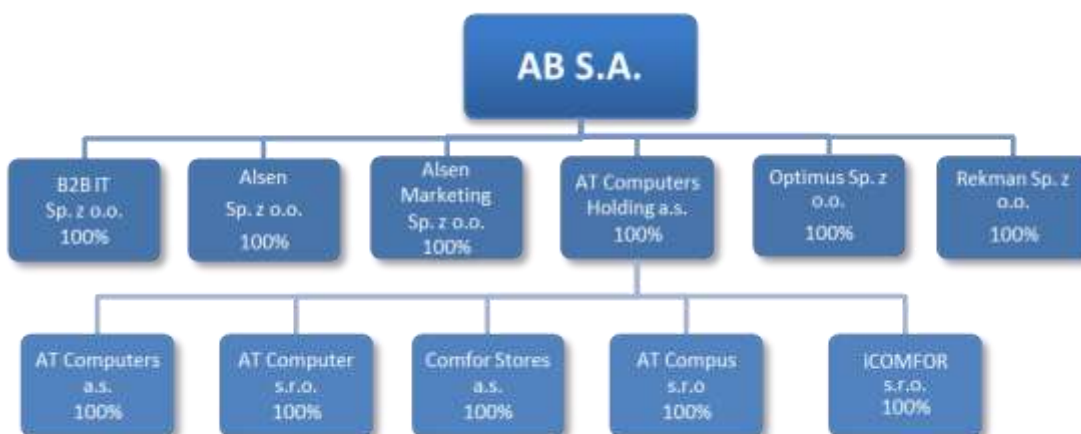 AB S.A.
B2B IT
Sp. z o.o.
100%
Alsen
Sp. z o.o.
100%
Alsen
Marketing
Sp. z o.o.
100%
AT Computers
Holding a.s.
100%
Optimus Sp. z
o.o.
100%
Rekman Sp. z
o.o.
100%
AT Computers
a.s.
100%
AT Computer
s.r.o.
100%
Comfor Stores
a.s.
100%
AT Compus
s.r.o
100%
iCOMFOR
s.r.o.
100%